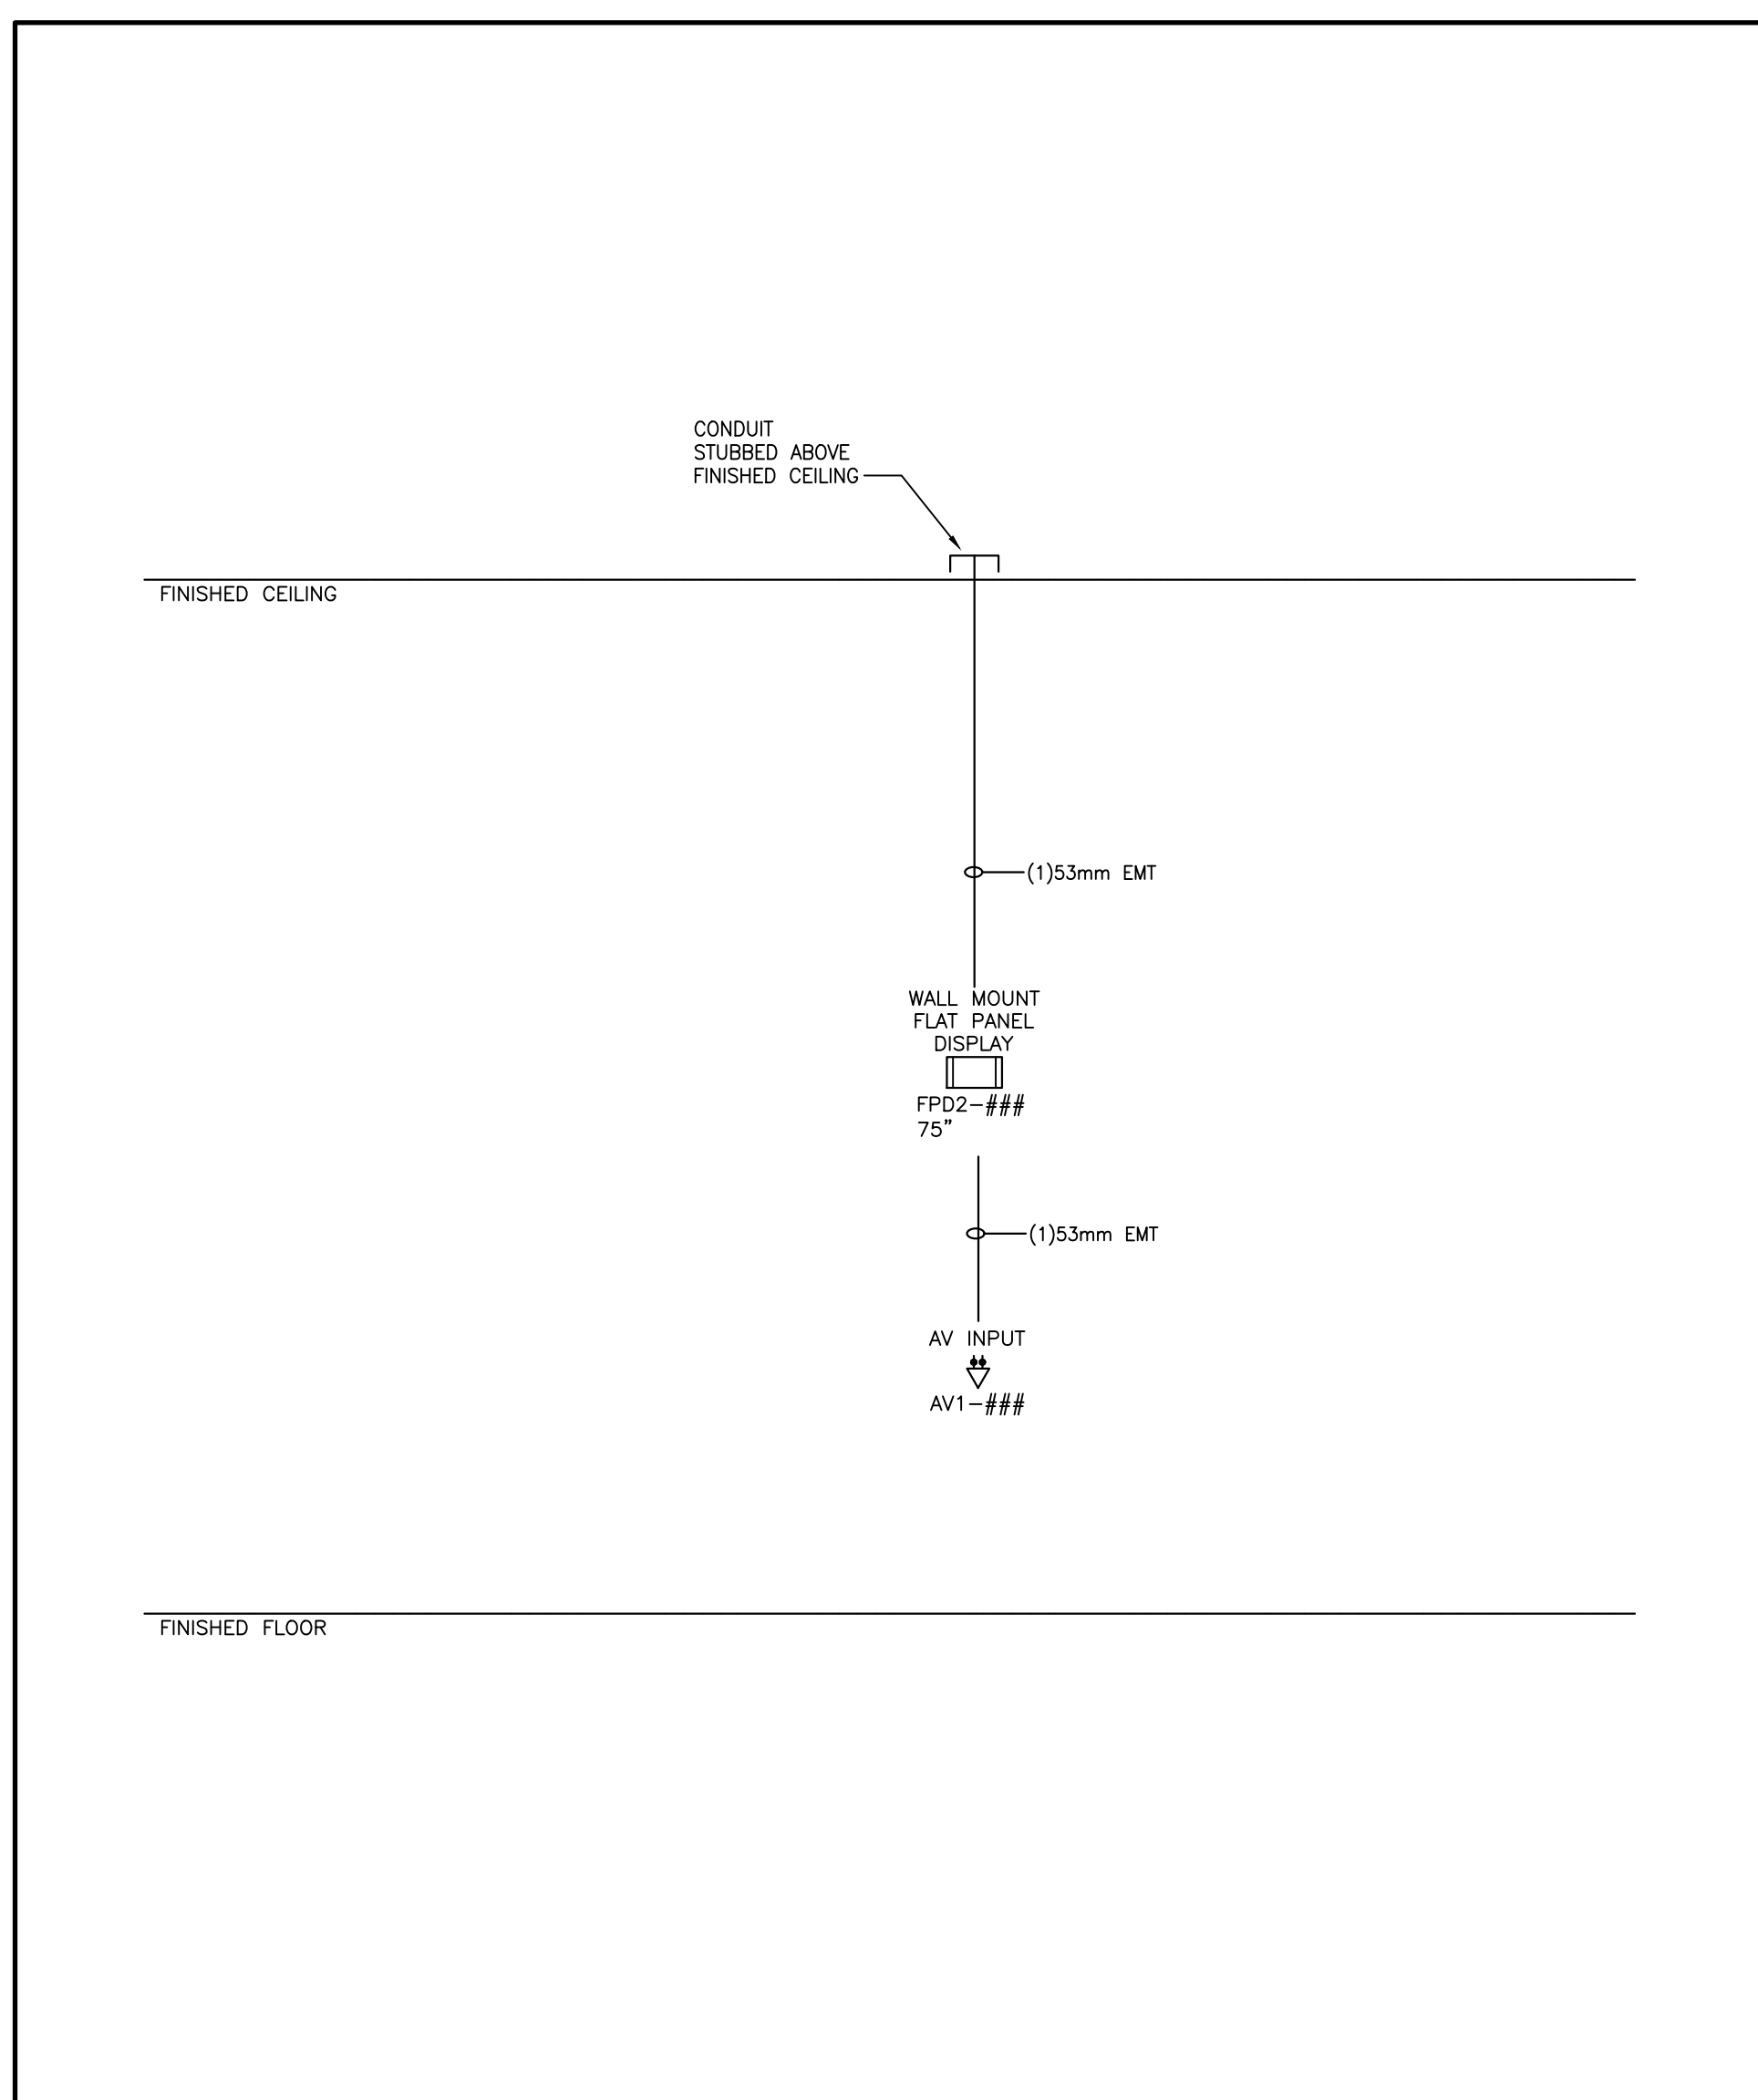 CONDUIT
STUBBED ABOVE
FINISHED CEILING
FINISHED CEILING
(1)53mm EMT
WALL MOUNT
FLAT PANEL
DISPLAY
FPD2-###
75"
(1)53mm EMT
AV INPUT
AV1-###
FINISHED FLOOR